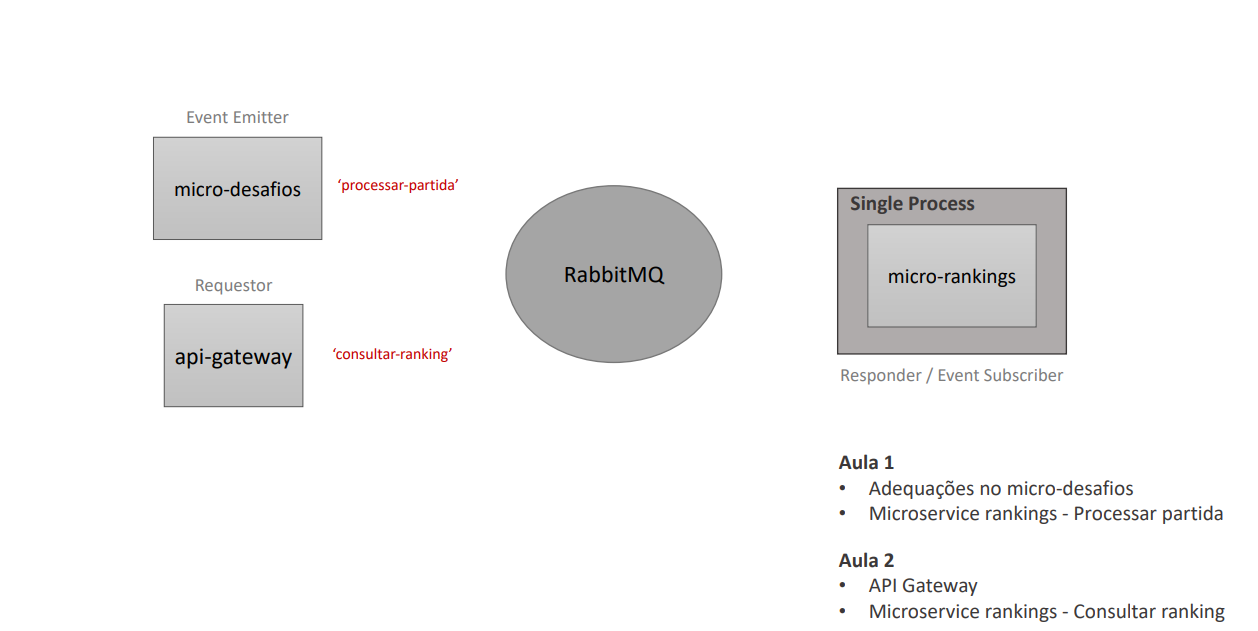 Event Emitter
micro-desafios
‘processar-partida’
Requestor
api-gateway
‘consultar-ranking’
RabbitMQ
Single Process
micro-rankings
Responder / Event Subscriber
Aula 1
• Adequações no micro-desafios
• Microservice rankings - Processar partida
Aula 2
• API Gateway
• Microservice rankings - Consultar ranking